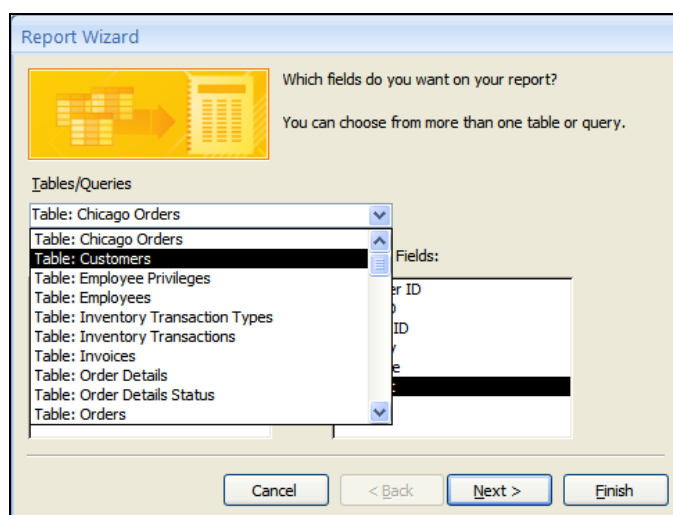 Report Wizard
Which fields do you want on your report?
You can choose from more than one table or query.
Tables/Queries
Table: Chicago Orders
Table: Chicago Orders
Table: Customers
Fields:
Table: Employee Privileges
Table: Employees
Table: Inventory Transaction Types
Table: Inventory Transactions
Table: Invoices
Table: Order Details
Table: Order Details Status
Table: Orders
ID
Cancel
< Back
Next >
Finish